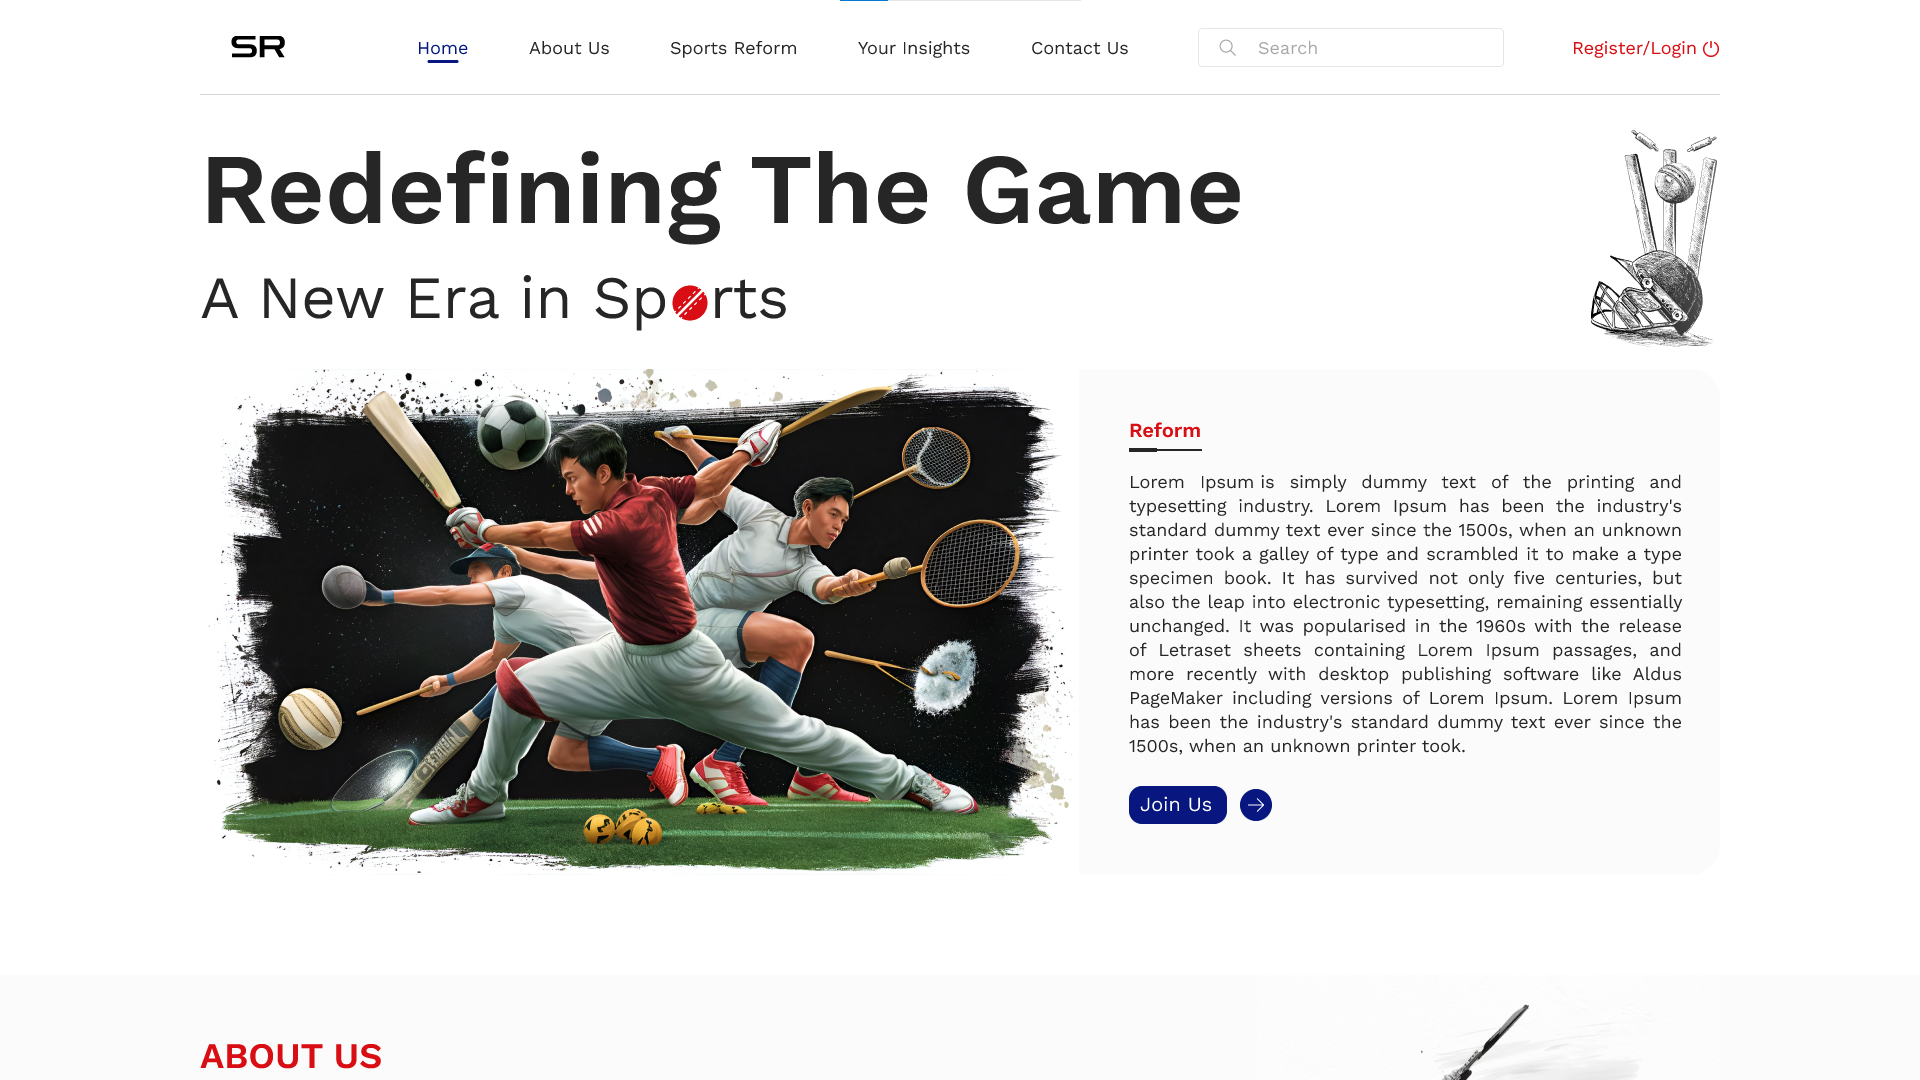 SR
Home
About Us
Sports Reform
Your Insights
Contact Us
Search
Register/Login
Redefining The Game
A New Era in Sports
Reform
Lorem Ipsum is simply dummy text of the printing and
typesetting industry. Lorem Ipsum has been the industry's
standard dummy text ever since the 1500s, when an unknown
printer took a galley of type and scrambled it to make a type
specimen book. It has survived not only five centuries, but
also the leap into electronic typesetting, remaining essentially
unchanged. It was popularised in the 1960s with the release
of Letraset sheets containing Lorem Ipsum passages, and
more recently with desktop publishing software like Aldus
PageMaker including versions of Lorem Ipsum. Lorem Ipsum
has been the industry's standard dummy text ever since the
1500s, when an unknown printer took.
Join Us
ABOUT US